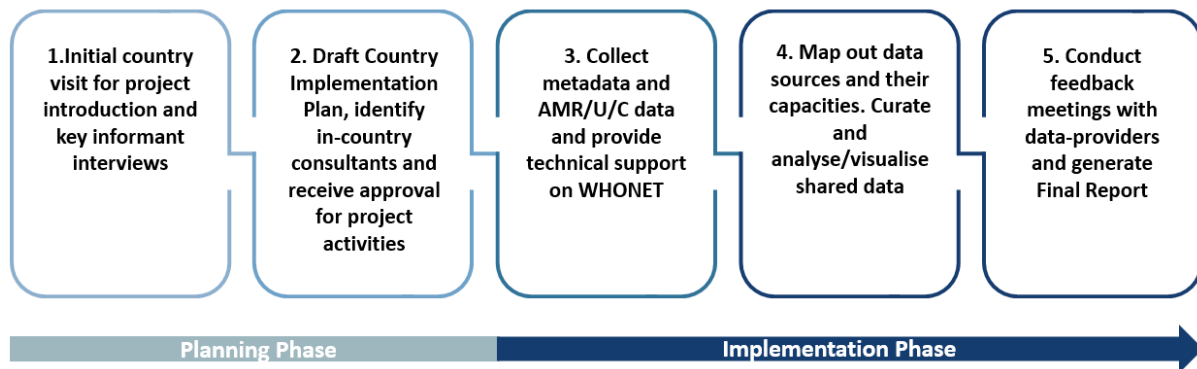 1.Initial country
visit for project
introduction and
key informant
interviews
2. Draft Country
Implementation
Plan, identify
in-country
consultants and
receive approval
for project
activities
3. Collect
metadata and
AMR/U/C data
and provide
technical support
on WHONET
4. Map out data
sources and their
capacities. Curate
and
analyse/visualise
shared data
5. Conduct
feedback
meetings with
data-providers
and generate
Final Report
Planning Phase
Implementation Phase